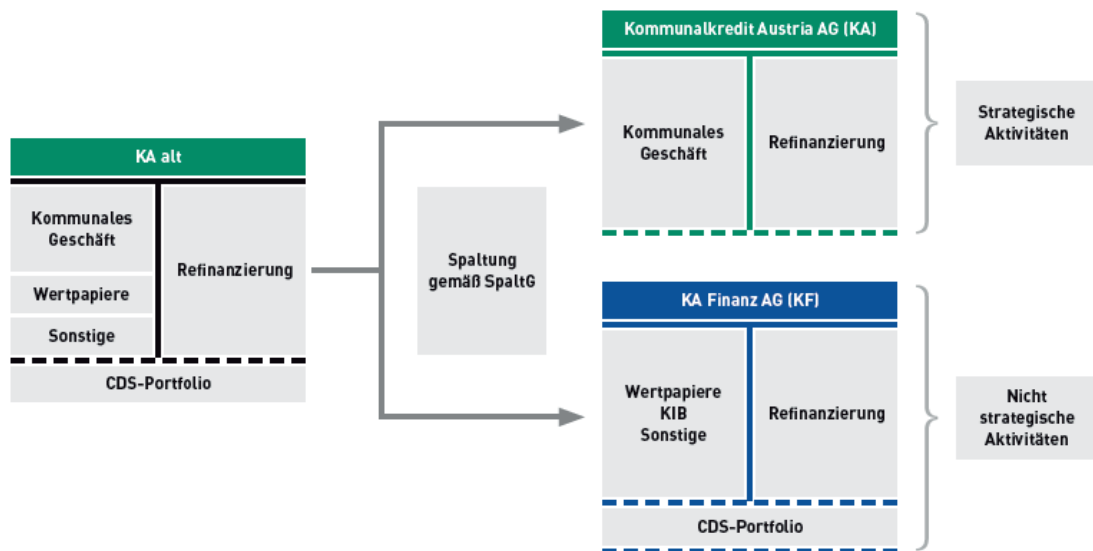 KA alt
Kommunales
Geschäft
Wertpapiere
Sonstige
Refinanzierung
CDS-Portfolio
Spaltung
gemäß SpaltG
Kommunalkredit Austria AG (KA)
Kommunales
Geschäft
Refinanzierung
Strategische
Aktivitäten
KA Finanz AG (KF)
Wertpapiere
KIB
Sonstige
Refinanzierung
CDS-Portfolio
Nicht
strategische
Aktivitäten